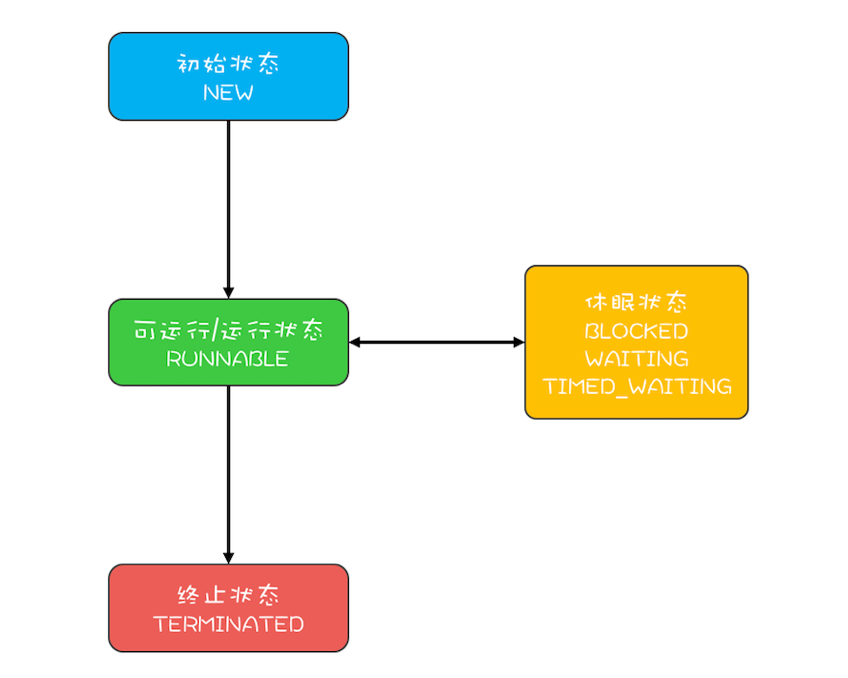 初始状态
NEW
可运行/运行状态
RUNNABLE
休眠状态
BLOCKED
WAITING
TIMED_WAITING
终止状态
TERMINATED